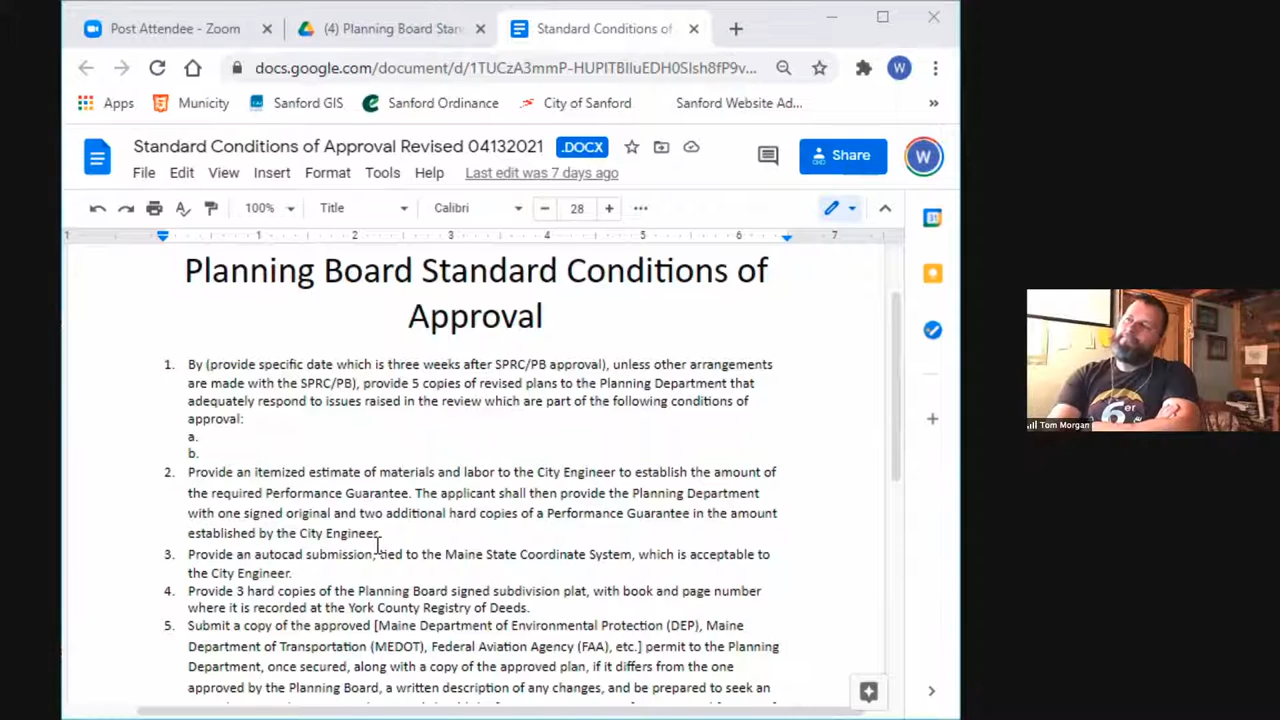 Post Attendee - Zoom
(4) Planning Board Stan
Standard Conditions of
docs.google.com/document/d/1TUCzA3mmP-HUPITBlluEDH0Slsh8fP9v...
W
Apps
Municity
Sanford GIS
Sanford Ordinance
City of Sanford
Sanford Website Ad...
Standard Conditions of Approval Revised 04132021
.DOCX
Share
W
File Edit View Insert Format Tools Help Last edit was 7 days ago
100% Title Calibri 28
1 1 2 3 4 5 6 7
31
Planning Board Standard Conditions of
Approval
1. By (provide specific date which is three weeks after SPRC/PB approval), unless other arrangements
are made with the SPRC/PB), provide 5 copies of revised plans to the Planning Department that
adequately respond to issues raised in the review which are part of the following conditions of
approval:
a.
b.
2. Provide an itemized estimate of materials and labor to the City Engineer to establish the amount of
the required Performance Guarantee. The applicant shall then provide the Planning Department
with one signed original and two additional hard copies of a Performance Guarantee in the amount
established by the City Engineer.
3. Provide an autocad submission, tied to the Maine State Coordinate System, which is acceptable to
the City Engineer.
4. Provide 3 hard copies of the Planning Board signed subdivision plat, with book and page number
where it is recorded at the York County Registry of Deeds.
5. Submit a copy of the approved [Maine Department of Environmental Protection (DEP), Maine
Department of Transportation (MEDOT), Federal Aviation Agency (FAA), etc.] permit to the Planning
Department, once secured, along with a copy of the approved plan, if it differs from the one
approved by the Planning Board, a written description of any changes, and be prepared to seek an
6er
Tom Morgan